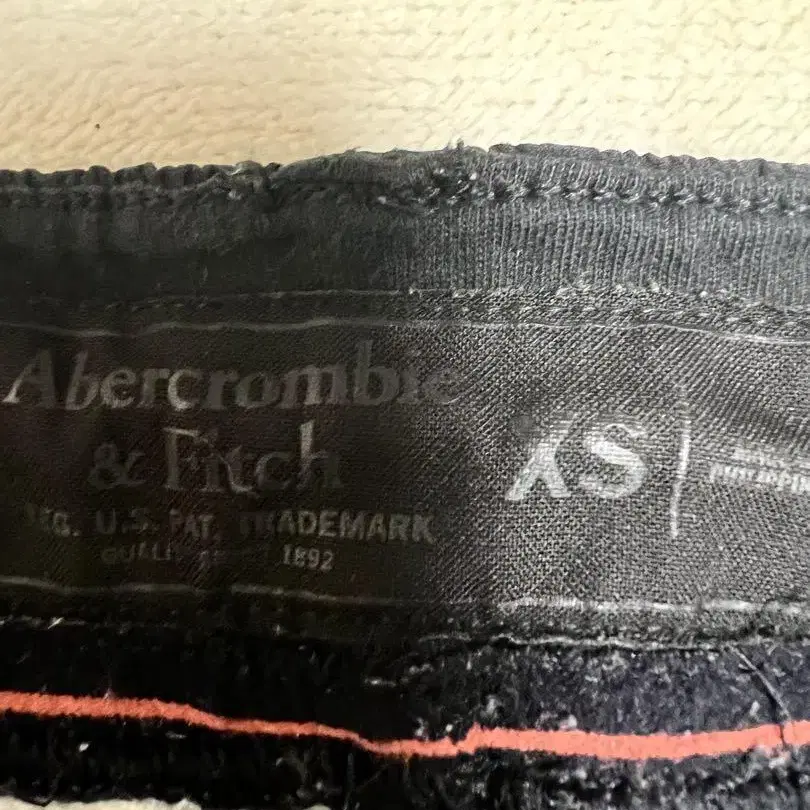 Abercrombie
& Fitch
REG. U.S. PAT. TRADEMARK
1892
XS